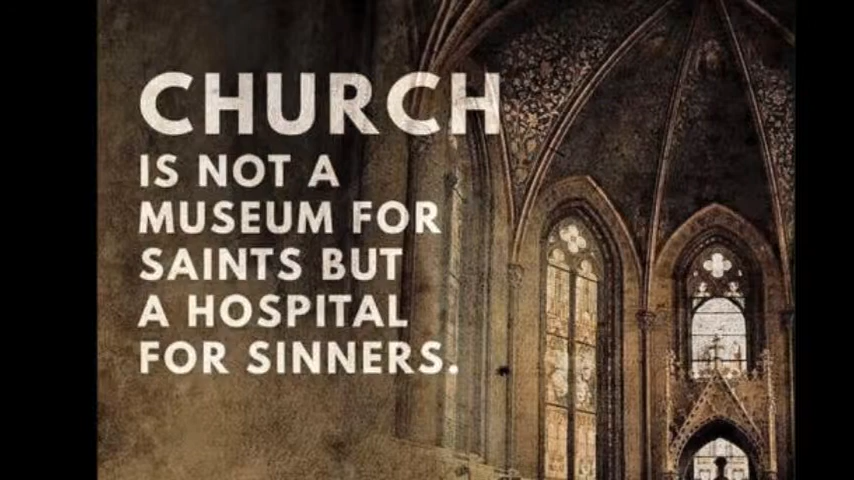 CHURCH
IS NOT A
MUSEUM FOR
SAINTS BUT
A HOSPITAL
FOR SINNERS.